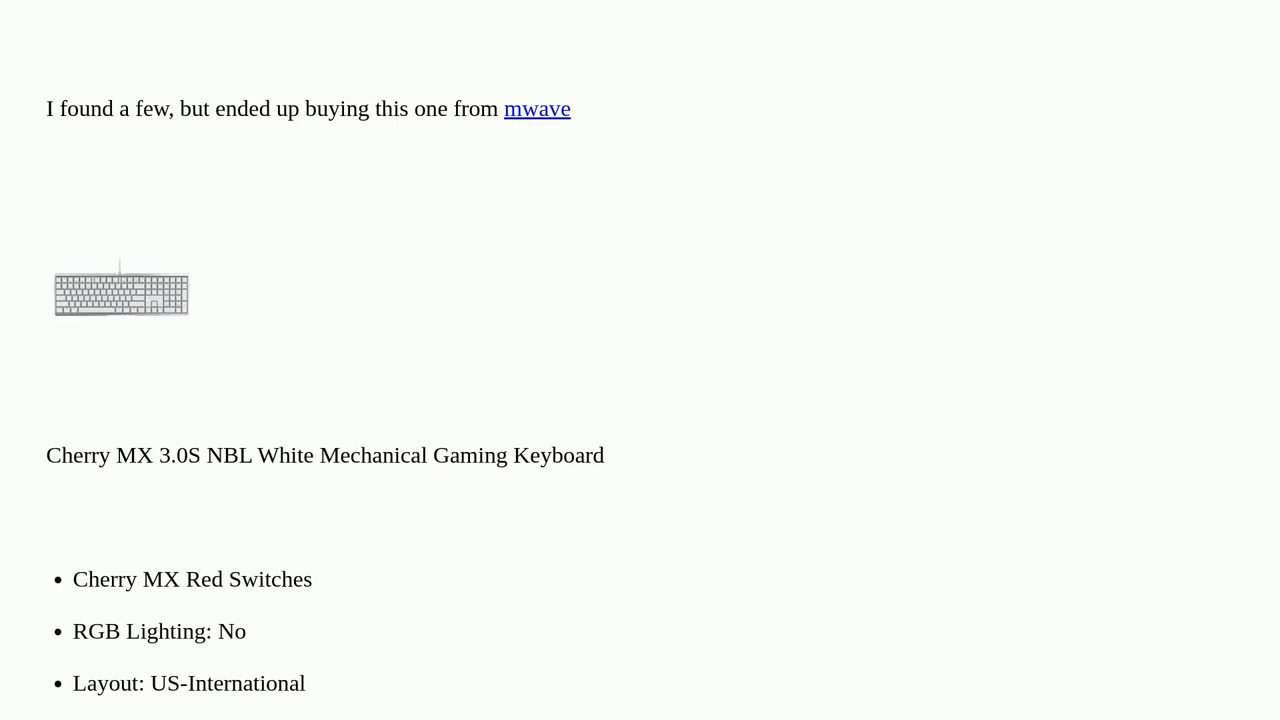 I found a few, but ended up buying this one from mwave
Cherry MX 3.0S NBL White Mechanical Gaming Keyboard
• Cherry MX Red Switches
• RGB Lighting: No
• Layout: US-International